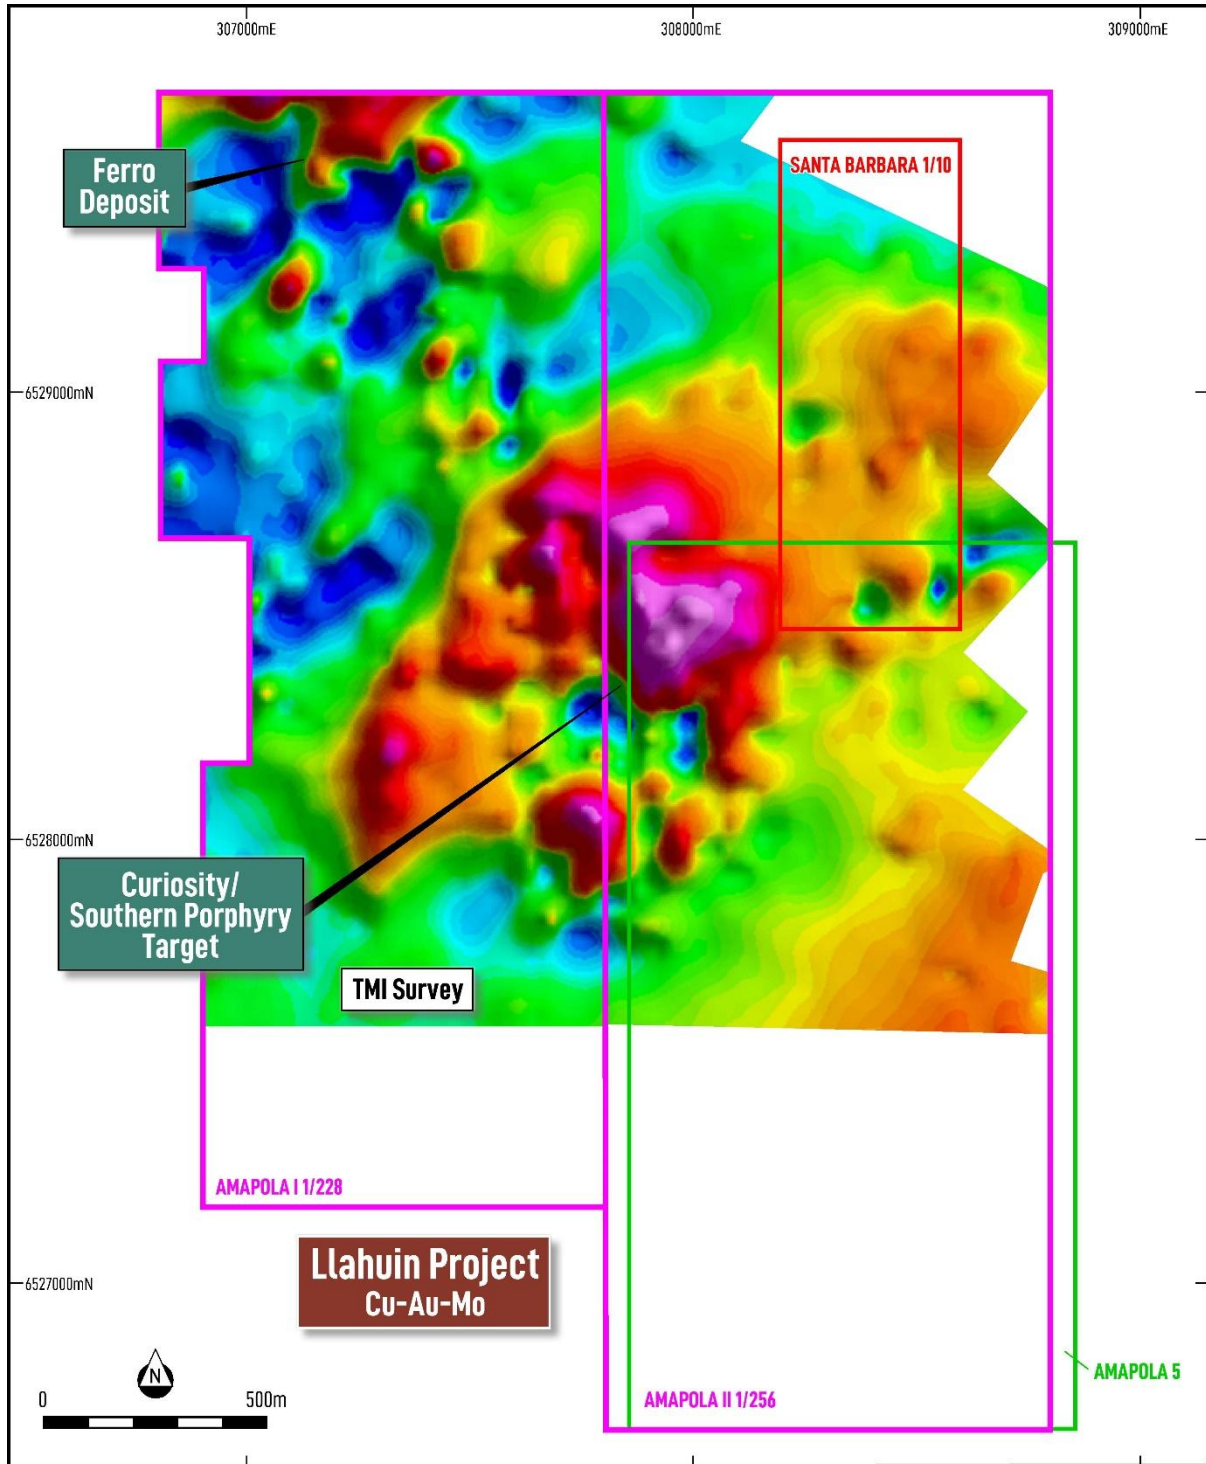 307000mE
308000mE
309000mE
Ferro
Deposit
SANTA BARBARA 1/10
6529000mN
6528000mN
Curiosity/
Southern Porphyry
Target
TMI Survey
AMAPOLA I 1/228
Llahuin Project
Cu-Au-Mo
6527000mN
N
0
500m
AMAPOLA 5
AMAPOLA II 1/256